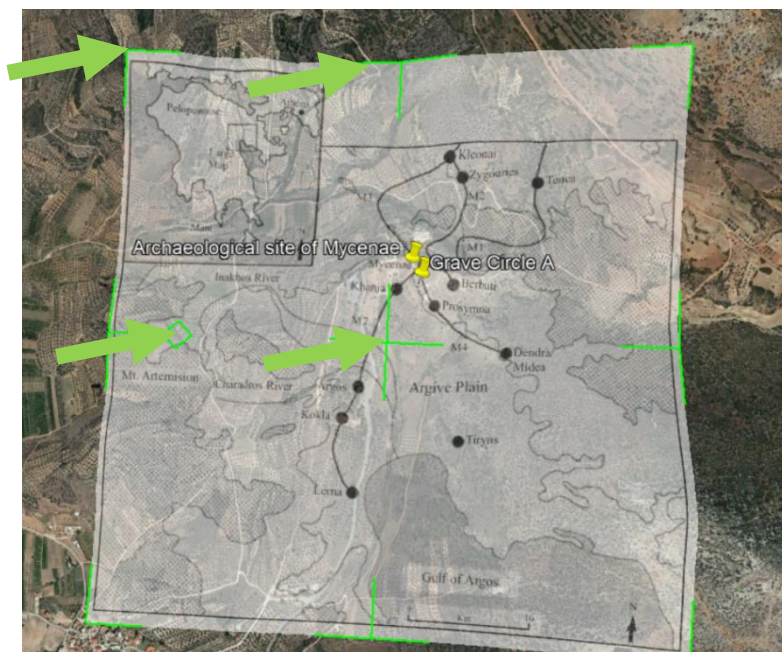 Peloponnese
Athens
Large
Map
Mani
Kleonai
Zygouries
Tenea
M3
M2
M1
Archaeological site of Mycenae
Grave Circle A
Mycenae
Berbati
Inakhos River
Khania
Prosymna
M7
M4
Dendra
Midea
Mt. Artemision
Charadros River
Argos
Argive Plain
Kokla
Tiryns
Lerna
Gulf of Argos
Km
10
N